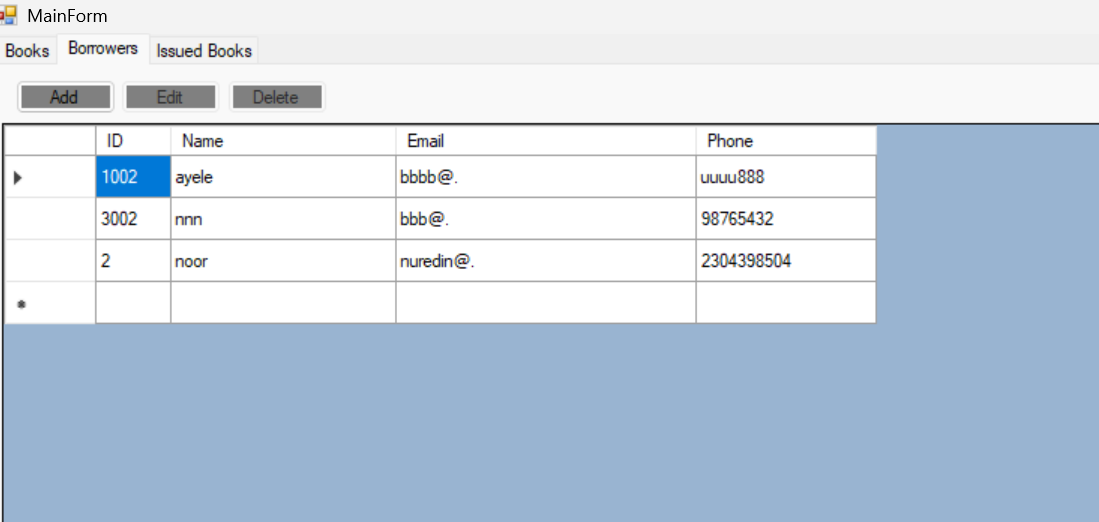 MainForm
Books Borrowers Issued Books
Add Edit Delete
ID Name Email Phone
1002 ayele bbbb@. uuuu888
3002 nnn bbb@. 98765432
2 noor nuredin@. 2304398504